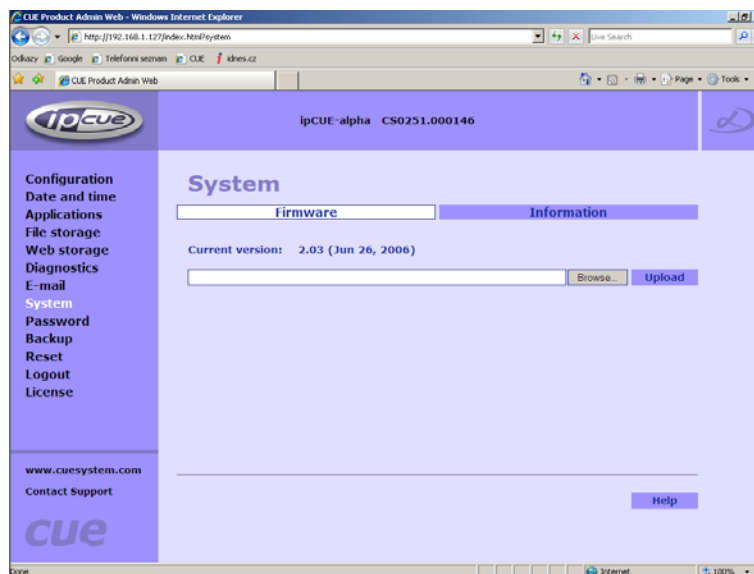 CUE Product Admin Web - Windows Internet Explorer
http://192.168.1.127/index.html?system
Live Search
Odkazy Google Telefonni seznam CUE idnes.cz
CUE Product Admin Web
Page Tools
ipcue
ipCUE-alpha CS0251.000146
Configuration
Date and time
Applications
File storage
Web storage
Diagnostics
E-mail
System
Password
Backup
Reset
Logout
License
System
Firmware Information
Current version: 2.03 (Jun 26, 2006)
Browse... Upload
www.cuesystem.com
Contact Support
cue
Help
Done
Internet
100%